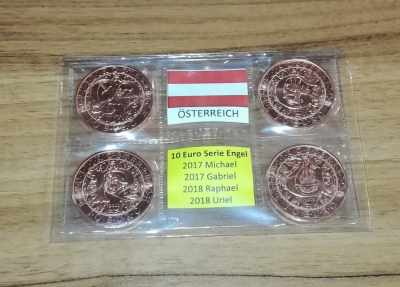 ÖSTERREICH
10 Euro Serie Engel
2017 Michael
2017 Gabriel
2018 Raphael
2018 Uriel